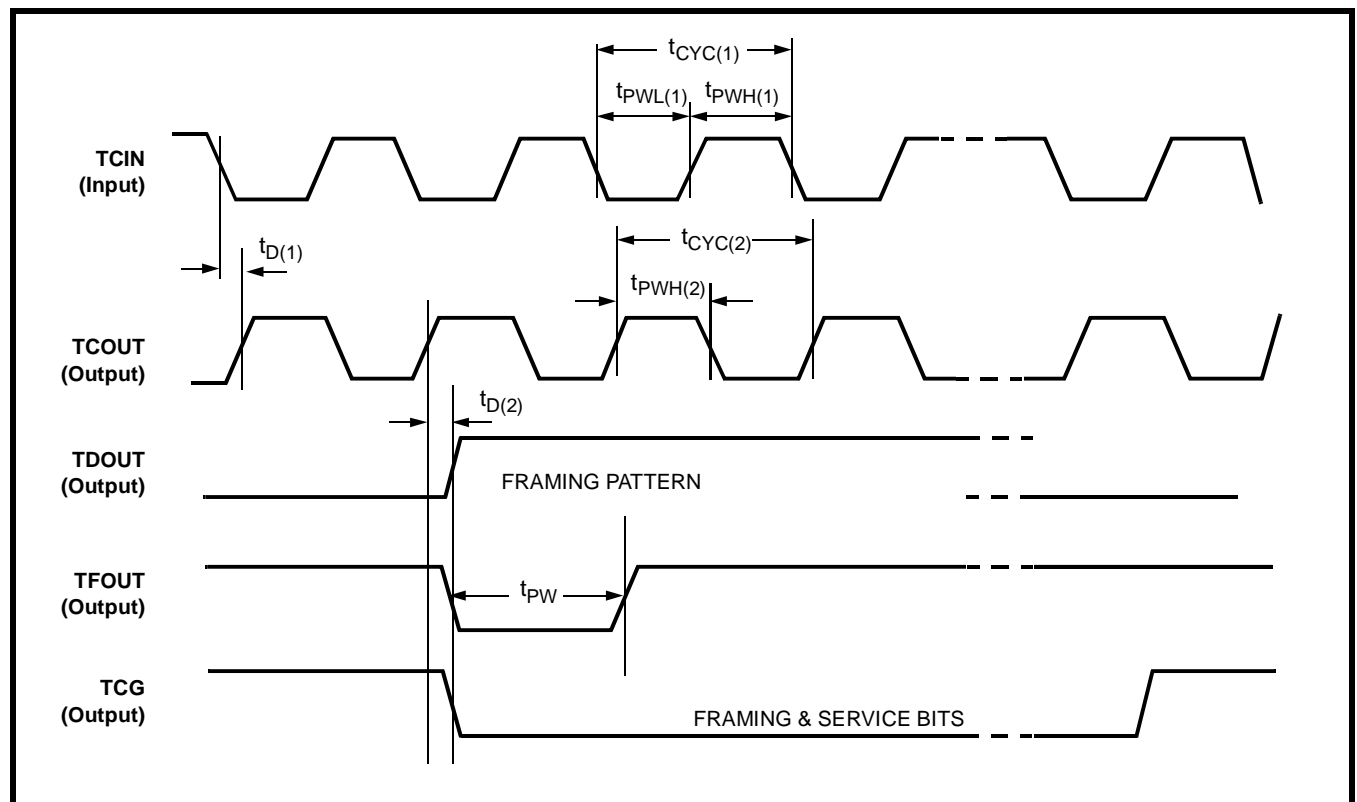 tCYC(1)
tPWL(1) tPWH(1)
TCIN
(Input)
tCYC(2)
tD(1)
tPWH(2)
TCOUT
(Output)
tD(2)
TDOUT
(Output)
FRAMING PATTERN
TFOUT
(Output)
tPW
TCG
(Output)
FRAMING & SERVICE BITS